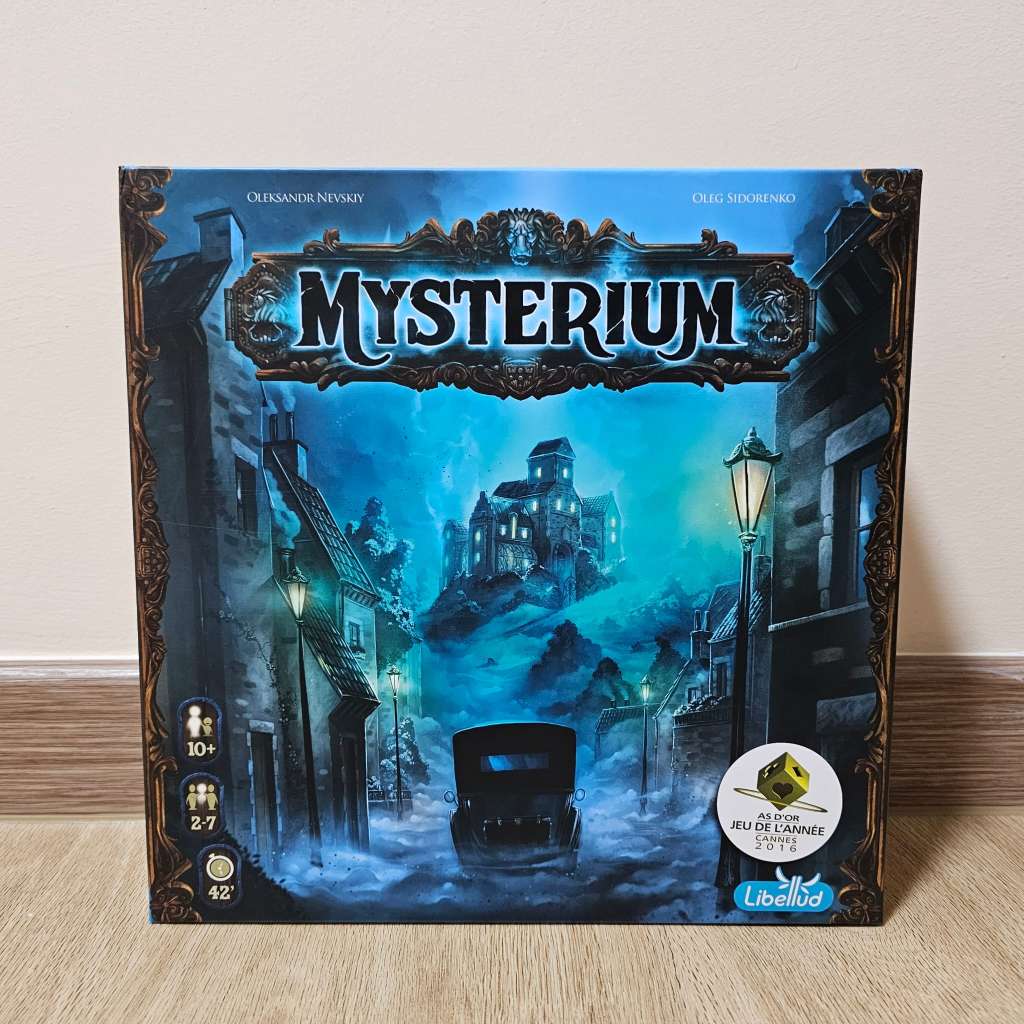 OLEKSANDR NEVSKIY
OLEG SIDORENKO
MYSTERIUM
10+
2-7
42'
AS D'OR
JEU DE L'ANNÉE
CANNES
2016
Libellud